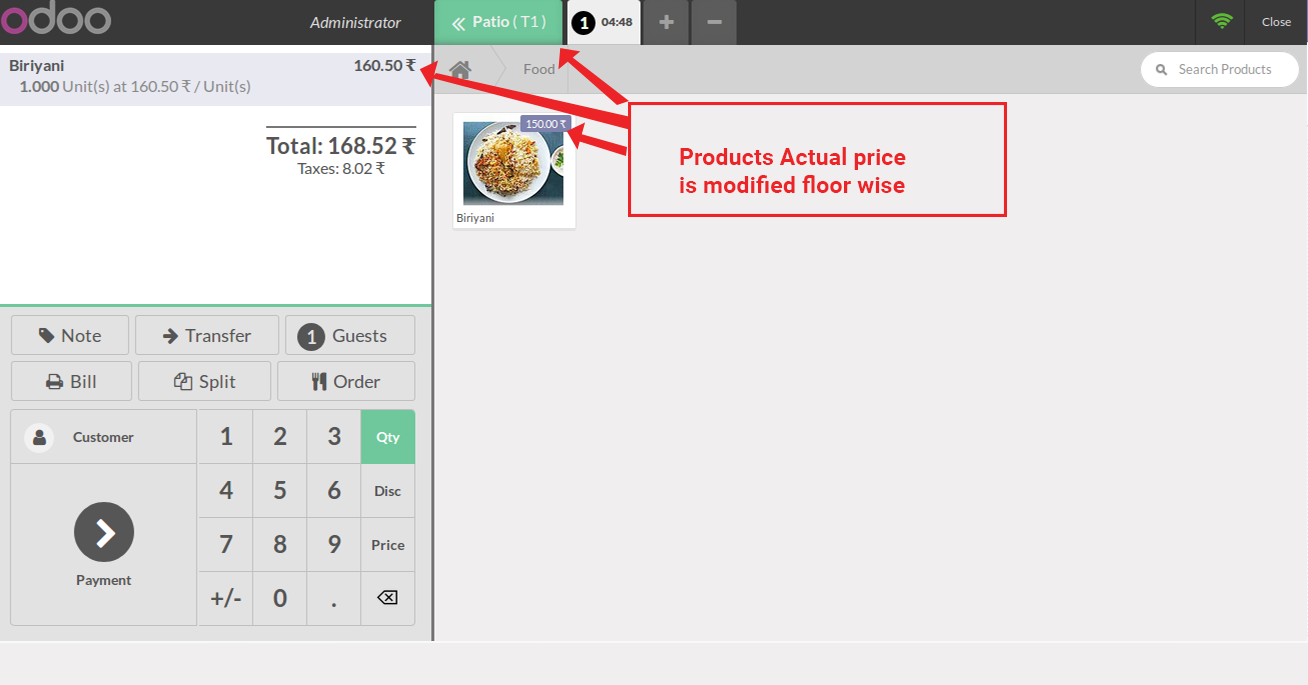 odoo
Administrator
Patio ( T1 )
1 04:48
+
−
Close
Biriyani 160.50 ₹
1.000 Unit(s) at 160.50 ₹ / Unit(s)
Total: 168.52 ₹
Taxes: 8.02 ₹
Food
Search Products
150.00 ₹
Biriyani
Products Actual price
is modified floor wise
Note
Transfer
1 Guests
Bill
Split
Order
Customer
1 2 3 Qty
4 5 6 Disc
7 8 9 Price
+/- 0 .
Payment